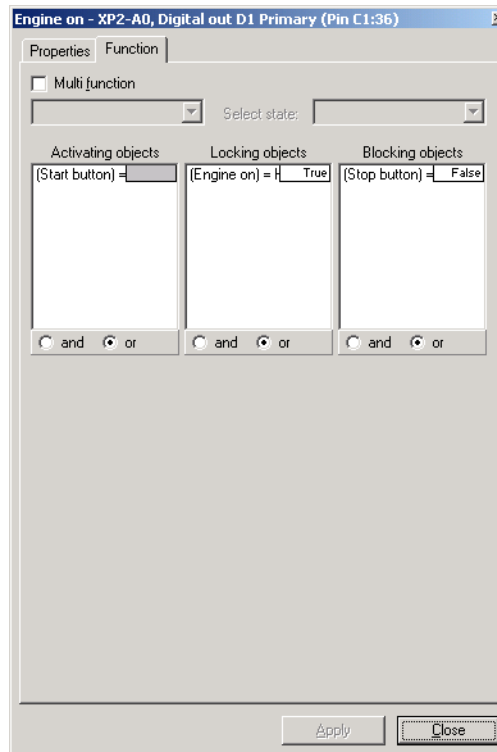 Engine on - XP2-A0, Digital out D1 Primary (Pin C1:36)
Properties Function
Multi function
Select state:
Activating objects Locking objects Blocking objects
(Start button) = (Engine on) = H True (Stop button) = False
and or and or and or
Apply Close